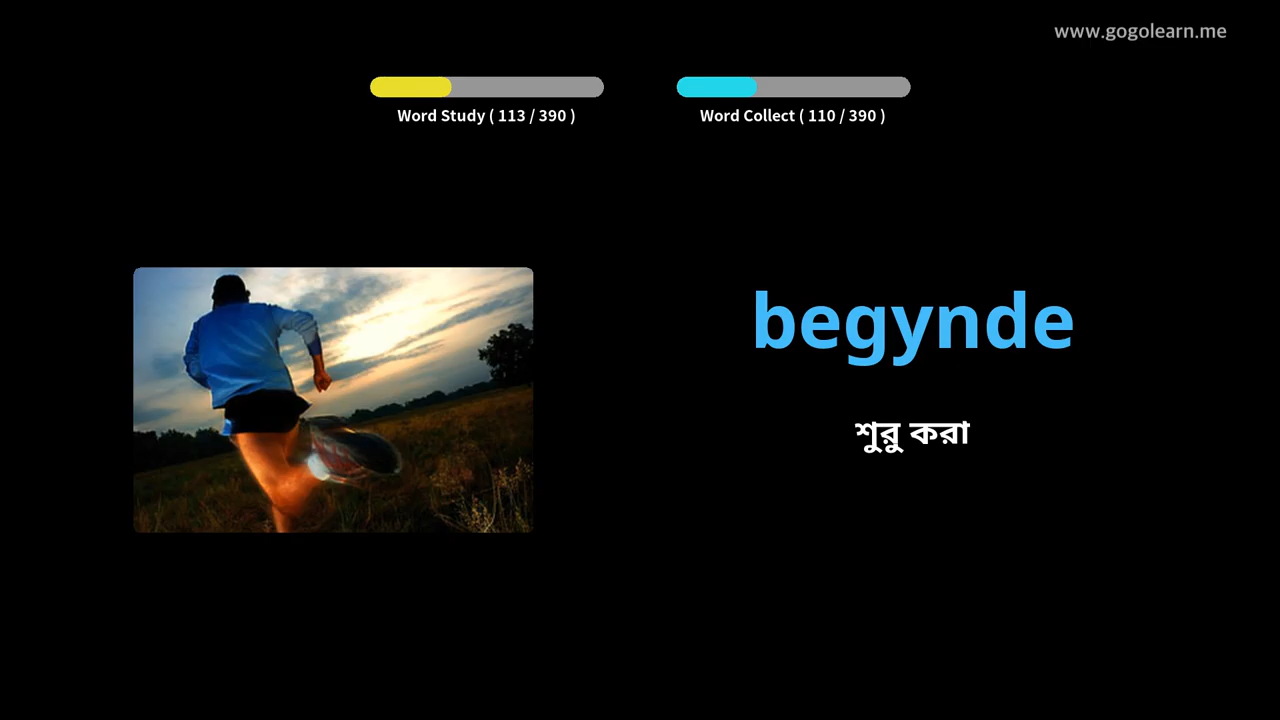 www.gogolearn.me
Word Study ( 113 / 390 )
Word Collect ( 110 / 390 )
begynde
শুরু করা